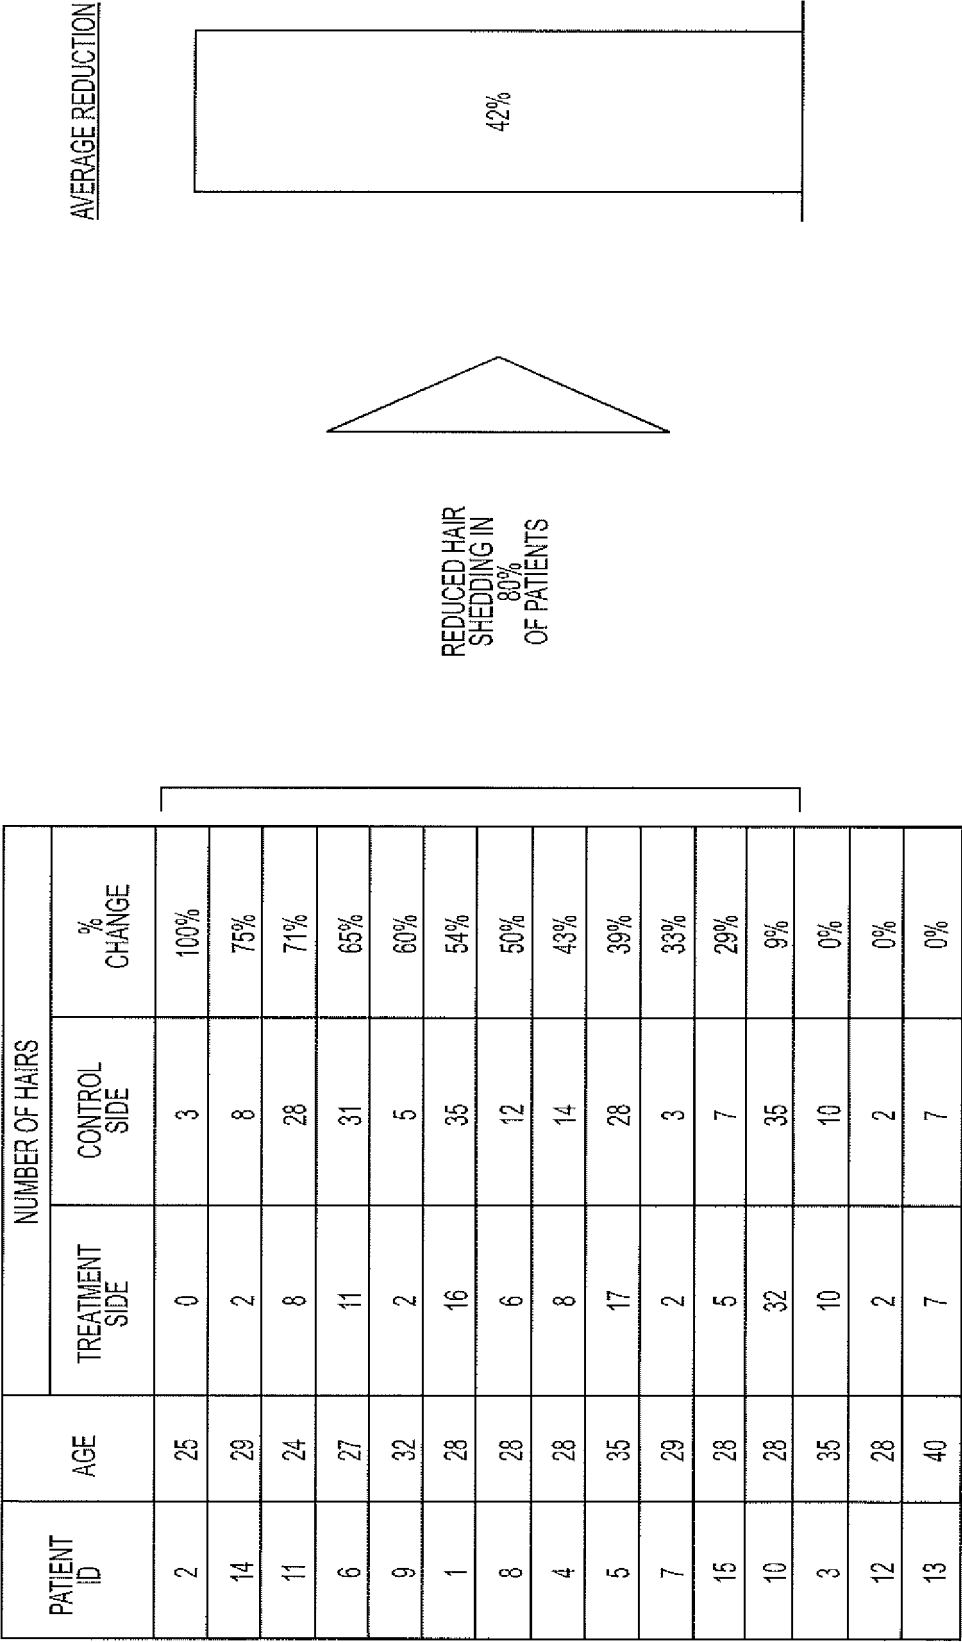 NUMBER OF HAIRS
PATIENT ID AGE TREATMENT SIDE CONTROL SIDE % CHANGE
2 25 0 3 100%
14 29 2 8 75%
11 24 8 28 71%
6 27 11 31 65%
9 32 2 5 60%
1 28 16 35 54%
8 28 6 12 50%
4 28 8 14 43%
5 35 17 28 39%
7 29 2 3 33%
15 28 5 7 29%
10 28 32 35 9%
3 35 10 10 0%
12 28 2 2 0%
13 40 7 7 0%
REDUCED HAIR
SHEDDING IN
80%
OF PATIENTS
AVERAGE REDUCTION
42%